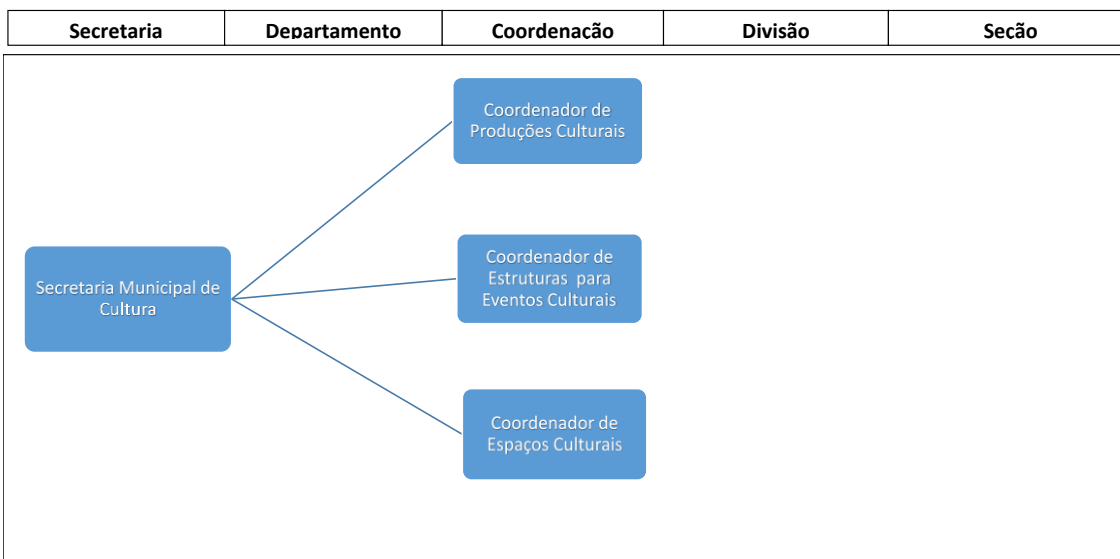 Secretaria Departamento Coordenação Divisão Seção
Coordenador de
Produções Culturais
Coordenador de
Estruturas para
Eventos Culturais
Secretaria Municipal de
Cultura
Coordenador de
Espaços Culturais